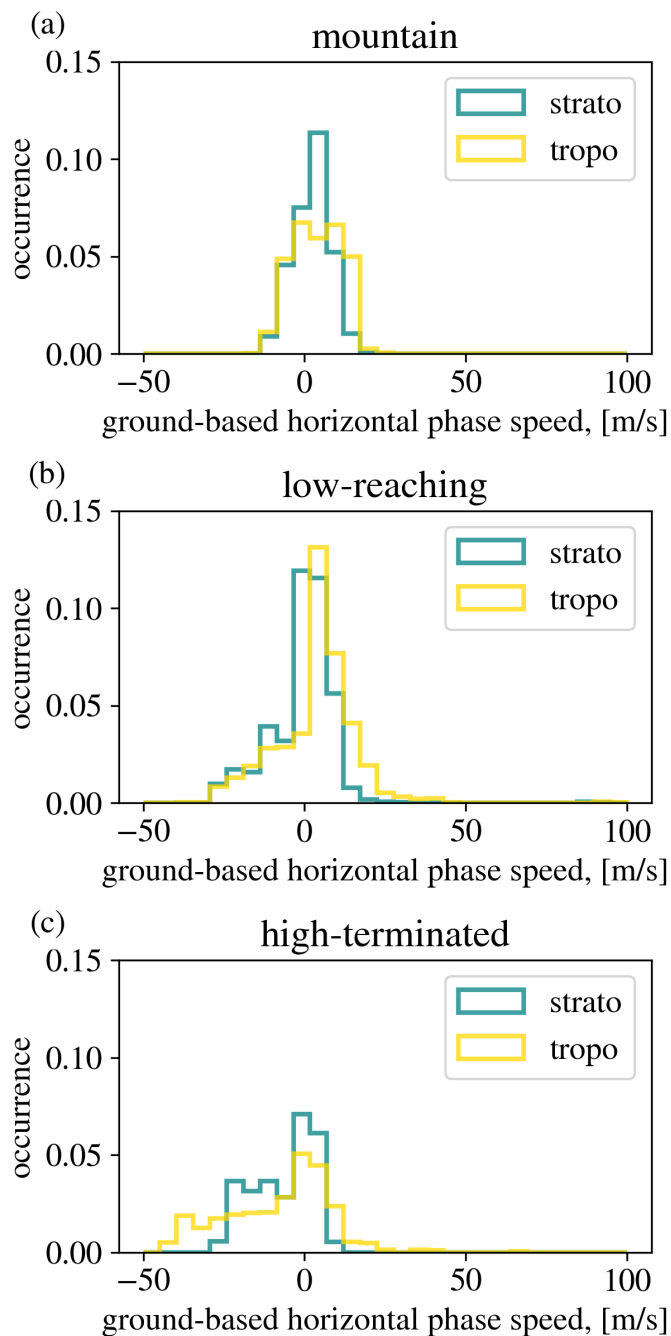 (a)
mountain
0.15
0.10
0.05
0.00
occurrence
strato
tropo
−50 0 50 100
ground-based horizontal phase speed, [m/s]
(b)
low-reaching
0.15
0.10
0.05
0.00
occurrence
strato
tropo
−50 0 50 100
ground-based horizontal phase speed, [m/s]
(c)
high-terminated
0.15
0.10
0.05
0.00
occurrence
strato
tropo
−50 0 50 100
ground-based horizontal phase speed, [m/s]